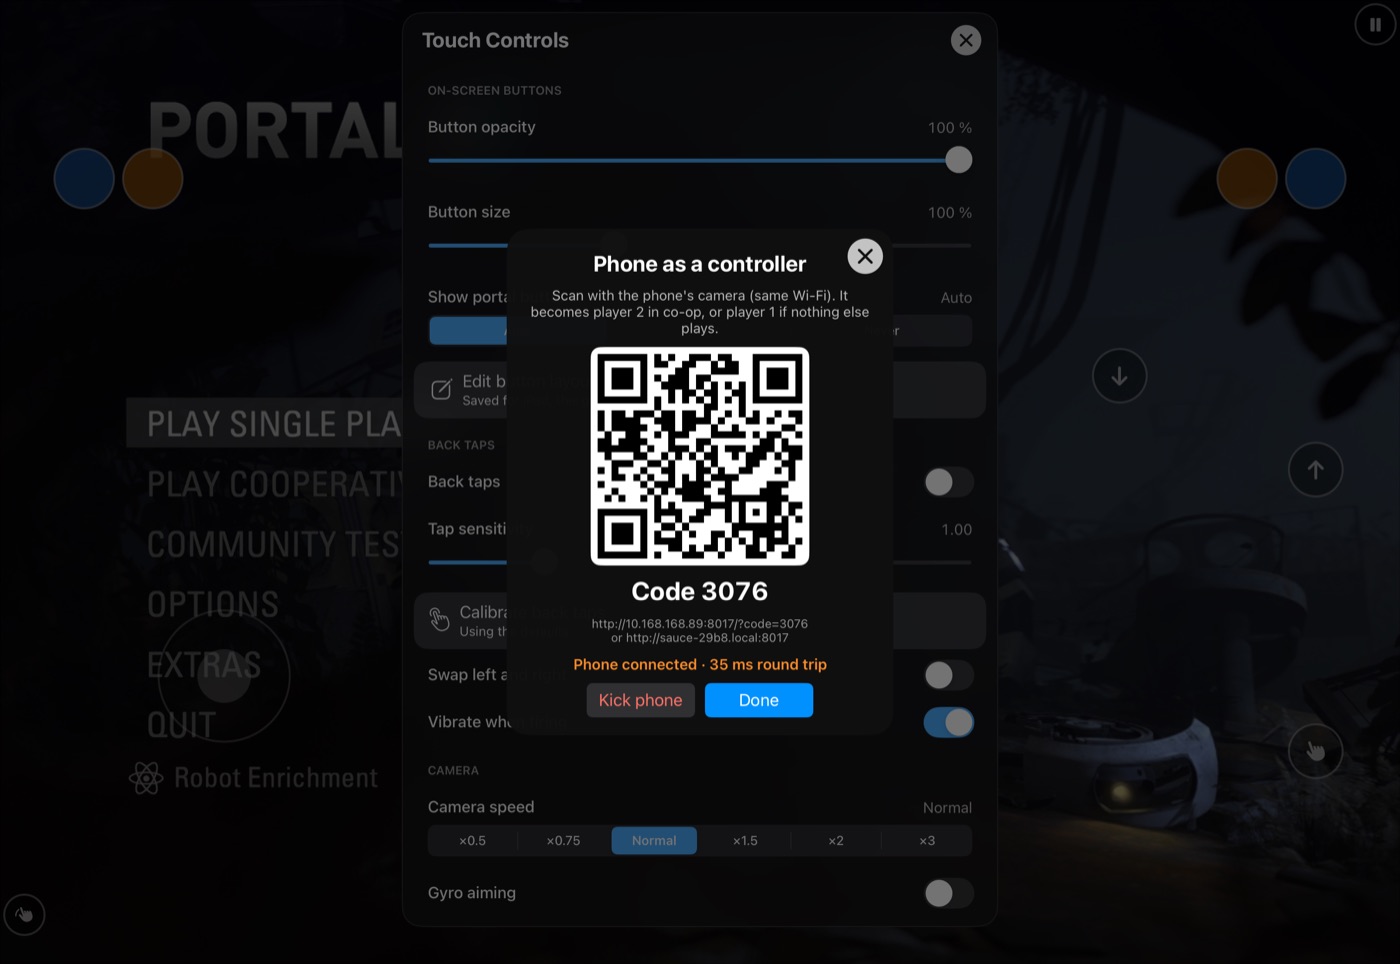 Touch Controls
PORTAL
ON-SCREEN BUTTONS
Button opacity
100 %
Button size
100 %
Phone as a controller
Scan with the phone's camera (same Wi-Fi). It
becomes player 2 in co-op, or player 1 if nothing else
plays.
Show porta
Auto
Edit b
Saved f
PLAY SINGLE PLA
BACK TAPS
Back taps
PLAY COOPERATI
Tap sensiti
1.00
COMMUNITY TES
OPTIONS
Code 3076
Calibra
Using th
http://10.168.168.89:8017/?code=3076
or http://sauce-29b8.local:8017
EXTRAS
Phone connected · 35 ms round trip
Swap left a
Kick phone
Done
QUIT
Vibrate whe
Robot Enrichment
CAMERA
Camera speed
Normal
×0.5
×0.75
Normal
×1.5
×2
×3
Gyro aiming